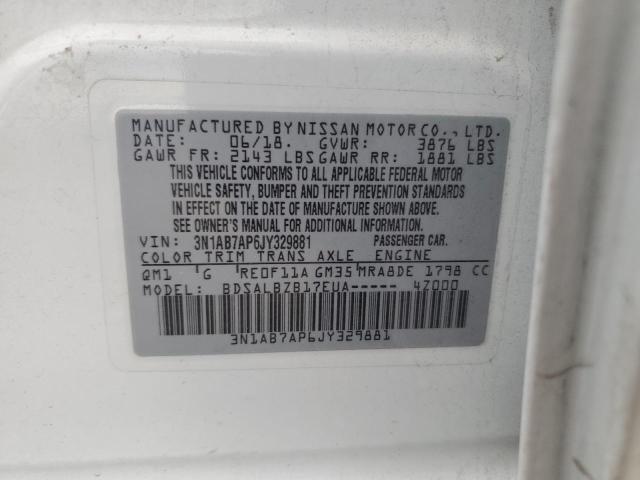 MANUFACTURED BY NISSAN MOTOR CO., LTD.
DATE: 06/18. GVWR: 3876 LBS
GAWR FR: 2143 LBS GAWR RR: 1881 LBS
THIS VEHICLE CONFORMS TO ALL APPLICABLE FEDERAL MOTOR
VEHICLE SAFETY, BUMPER AND THEFT PREVENTION STANDARDS
IN EFFECT ON THE DATE OF MANUFACTURE SHOWN ABOVE.
SEE OWNER'S MANUAL FOR ADDITIONAL INFORMATION.
VIN: 3N1AB7AP6JY329881 PASSENGER CAR.
COLOR TRIM TRANS AXLE ENGINE
QM1 G RE0F11A GM35 MRA8DE 1798 CC
MODEL: BDSALBZB17EUA----- 4Z000
3N1AB7AP6JY329881